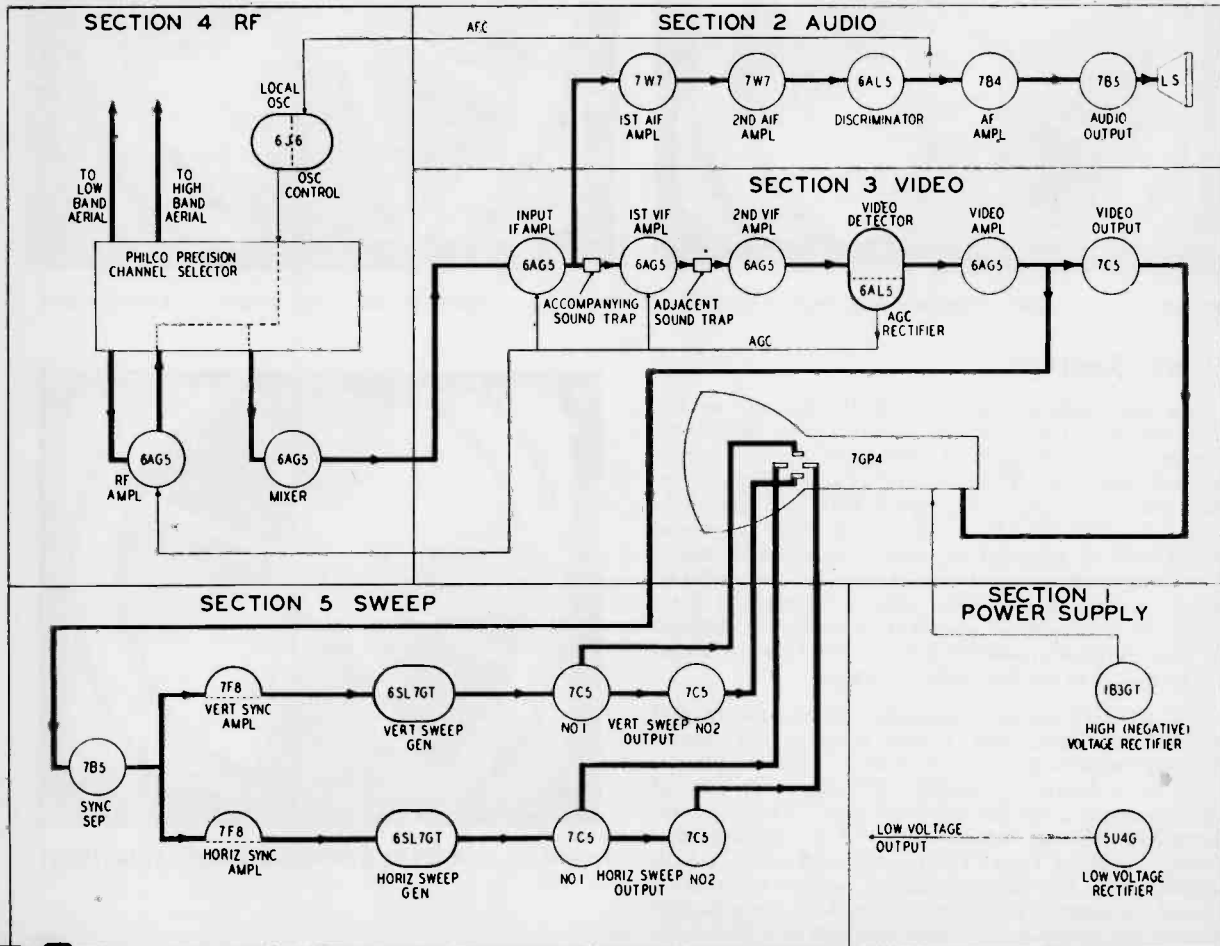 SECTION 4 RF
AFC
LOCAL
OSC
6J6
OSC
CONTROL
TO
LOW
BAND
AERIAL
TO
HIGH
BAND
AERIAL
PHILCO PRECISION
CHANNEL SELECTOR
6AG5
RF
AMPL
6AG5
MIXER
SECTION 2 AUDIO
7W7
1ST AIF
AMPL
7W7
2ND AIF
AMPL
6AL5
DISCRIMINATOR
7B4
AF
AMPL
7B5
AUDIO
OUTPUT
LS
SECTION 3 VIDEO
INPUT
IF AMPL
6AG5
ACCOMPANYING
SOUND TRAP
1ST VIF
AMPL
6AG5
ADJACENT
SOUND TRAP
2ND VIF
AMPL
6AG5
VIDEO
DETECTOR
6AL5
AGC
RECTIFIER
VIDEO
AMPL
6AG5
VIDEO
OUTPUT
7C5
AGC
7GP4
SECTION 5 SWEEP
7B5
SYNC
SEP
7F8
VERT SYNC
AMPL
6SL7GT
VERT SWEEP
GEN
7C5
NO 1
VERT SWEEP
OUTPUT
7C5
NO2
7F8
HORIZ SYNC
AMPL
6SL7GT
HORIZ SWEEP
GEN
7C5
NO 1
HORIZ SWEEP
OUTPUT
7C5
NO2
SECTION 1
POWER SUPPLY
1B3GT
HIGH (NEGATIVE)
VOLTAGE RECTIFIER
LOW VOLTAGE
OUTPUT
5U4G
LOW VOLTAGE
RECTIFIER